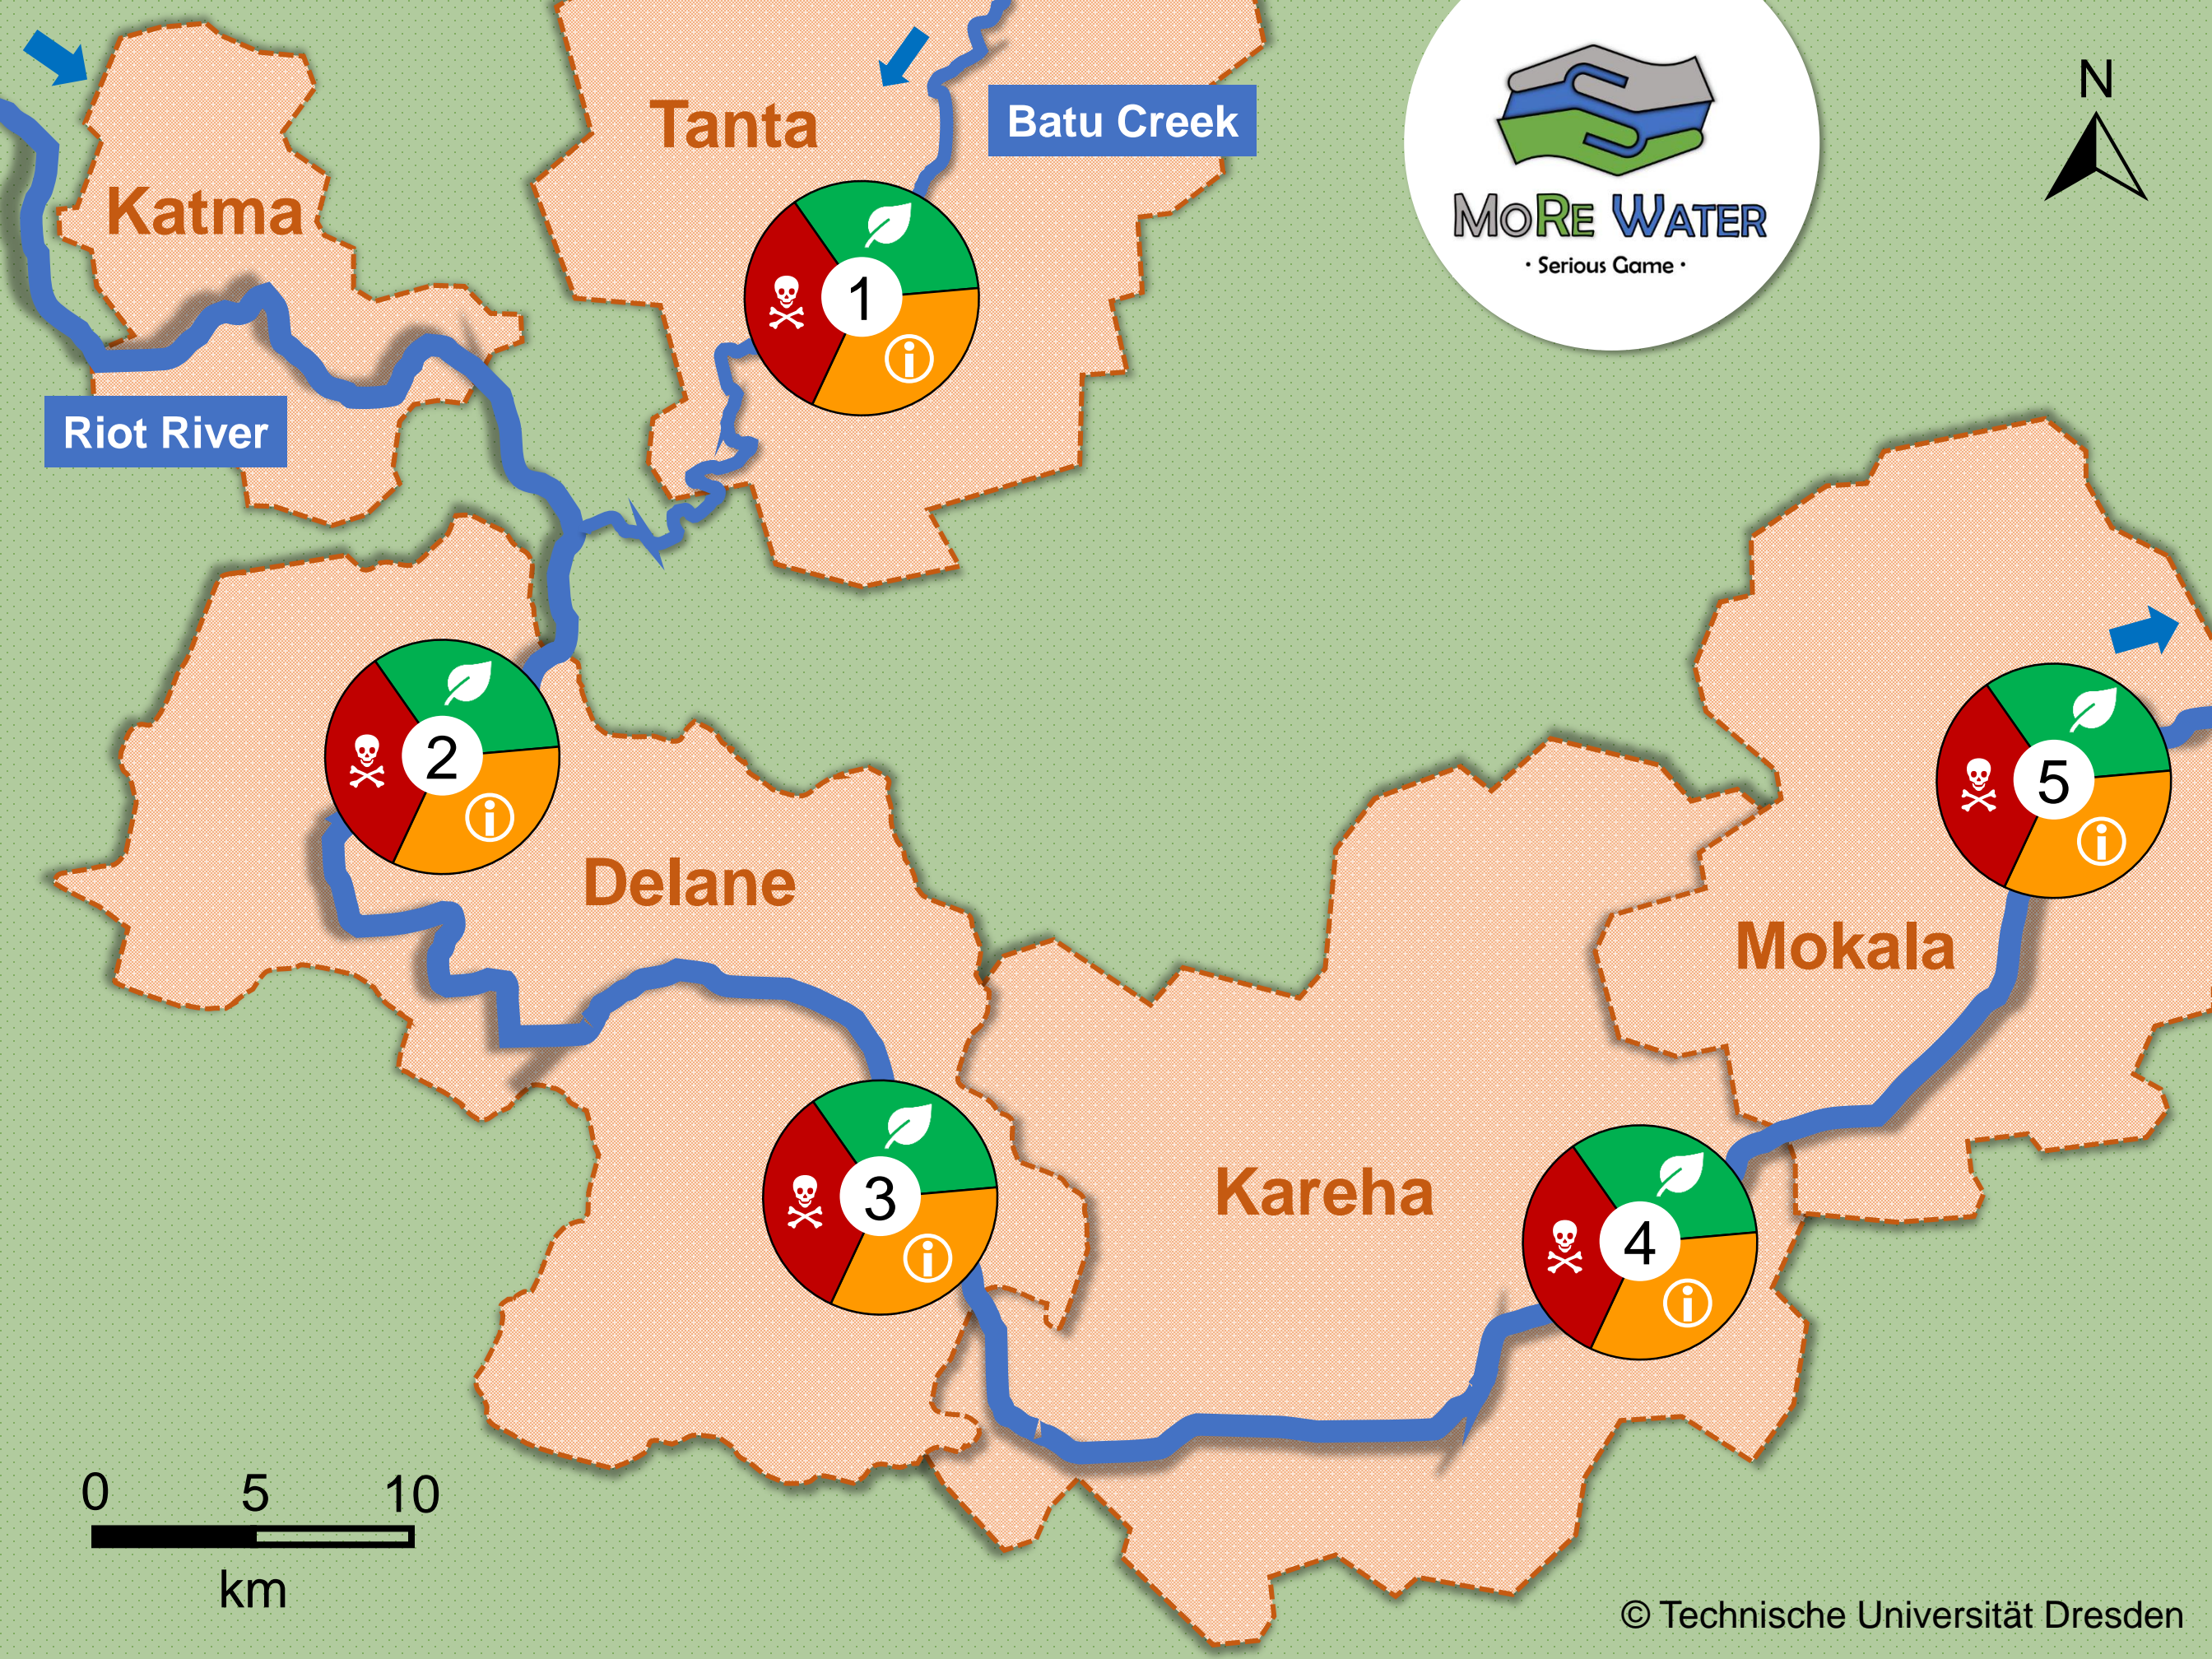 Tanta
Batu Creek
N
Katma
MoRe Water
· Serious Game ·
1
Riot River
2
5
Delane
Mokala
3
Kareha
4
0 5 10
km
© Technische Universität Dresden